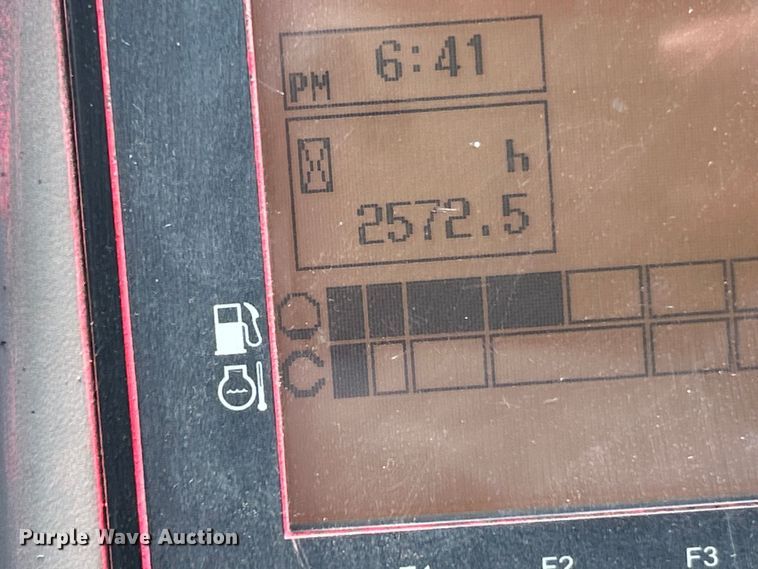 PM 6:41
h
2572.5
F2 F3
Purple Wave Auction